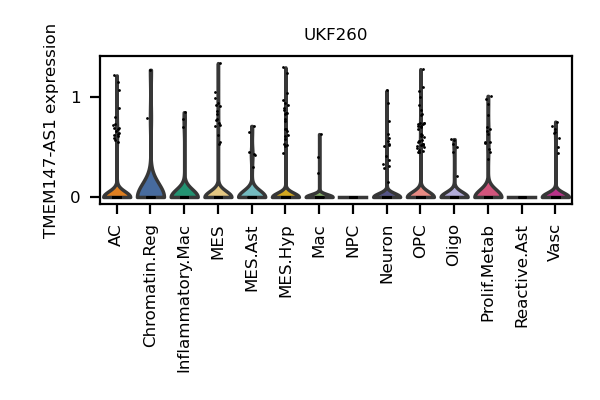 UKF260
TMEM147-AS1 expression
1
0
AC
Chromatin.Reg
Inflammatory.Mac
MES
MES.Ast
MES.Hyp
Mac
NPC
Neuron
OPC
Oligo
Prolif.Metab
Reactive.Ast
Vasc